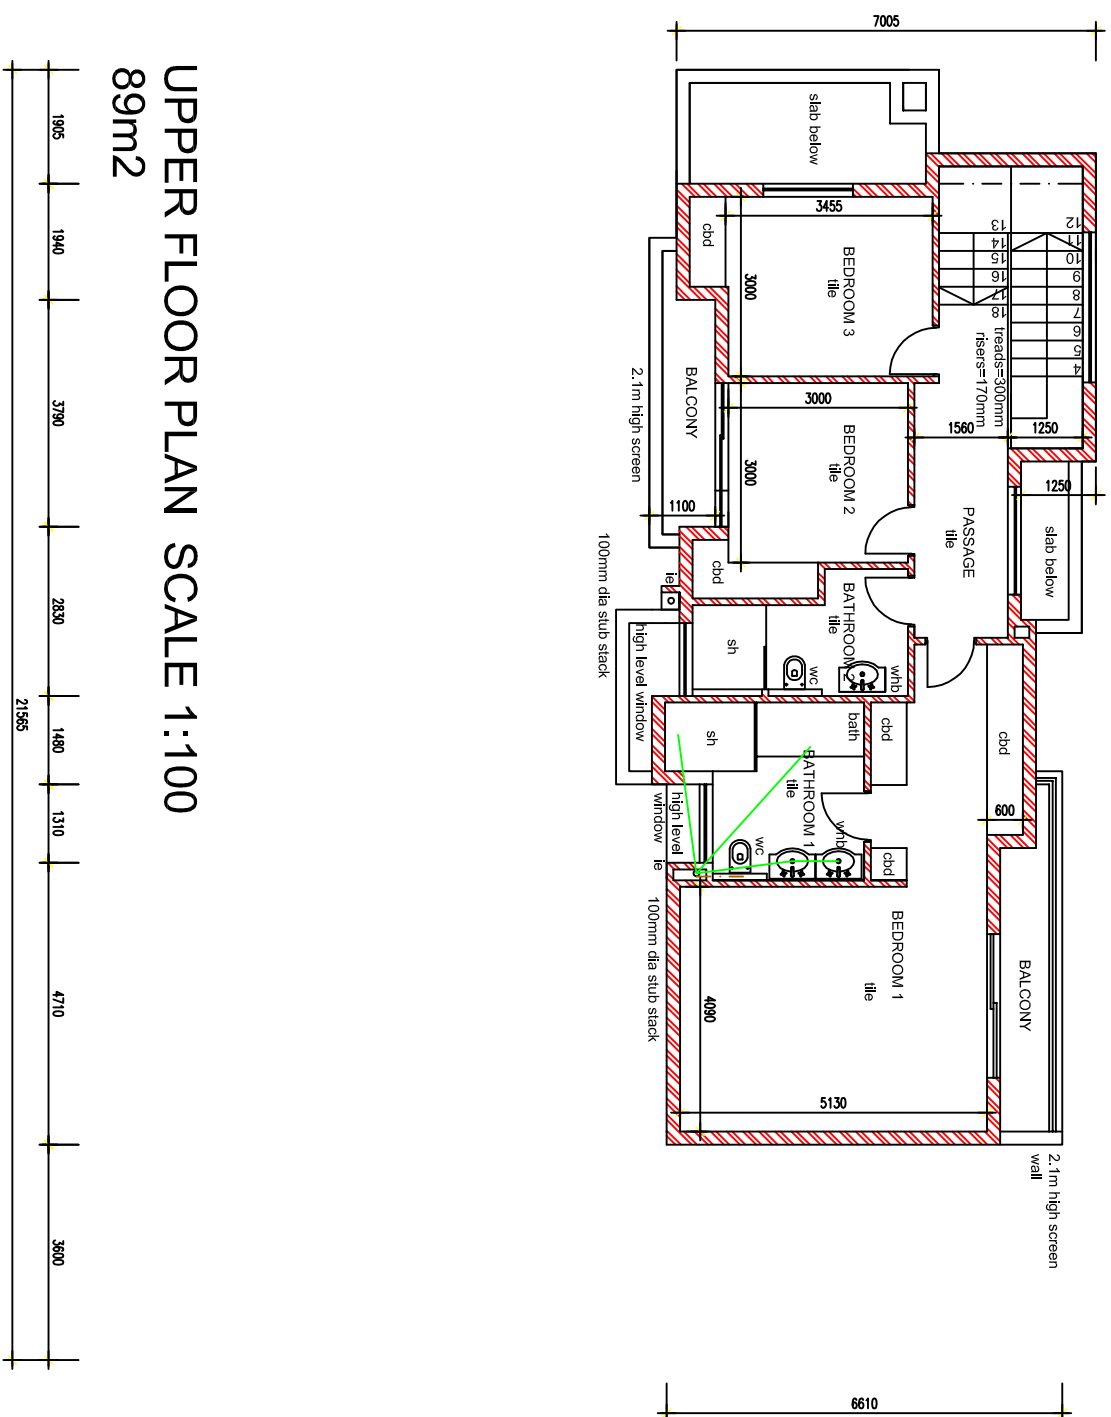 UPPER FLOOR PLAN SCALE 1:100
89m2
7005
slab below
3455
cbd
BEDROOM 3
tile
3000
13
14
15
16
17
18
12
11
10
9
8
7
6
5
4
treads=300mm
risers=170mm
BALCONY
2.1m high screen
3000
BEDROOM 2
tile
3000
1560
1250
1250
1100
PASSAGE
tile
slab below
cbd
100mm dia stub stack
ie
BATHROOM 2
tile
sh
wc
whb
high level window
sh
bath
cbd
cbd
BATHROOM 1
tile
600
high level
window
ie
wc
whb
cbd
100mm dia stub stack
BEDROOM 1
tile
4090
BALCONY
5130
2.1m high screen
wall
6610
1905
1940
3790
2830
1480
1310
4710
3600
21565